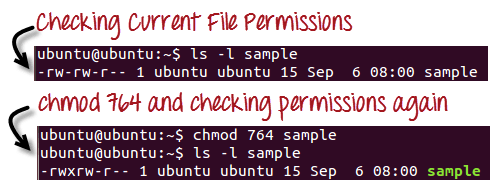 Checking Current File Permissions
ubuntu@ubuntu:~$ ls -l sample
-rw-rw-r-- 1 ubuntu ubuntu 15 Sep  6 08:00 sample
chmod 764 and checking permissions again
ubuntu@ubuntu:~$ chmod 764 sample
ubuntu@ubuntu:~$ ls -l sample
-rwxrw-r-- 1 ubuntu ubuntu 15 Sep  6 08:00 sample